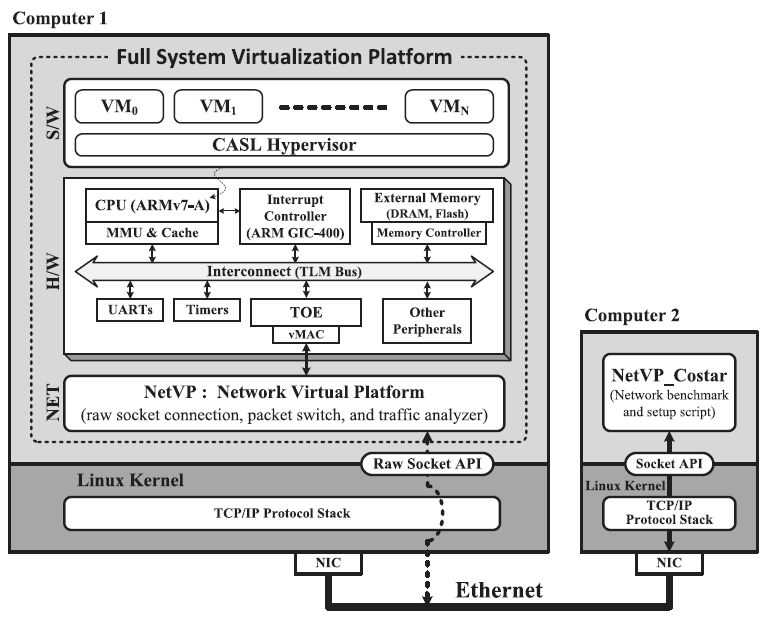 Computer 1
Full System Virtualization Platform
S/W
VM0
VM1
VMN
CASL Hypervisor
H/W
CPU (ARMv7-A)
MMU & Cache
Interrupt
Controller
(ARM GIC-400)
External Memory
(DRAM, Flash)
Memory Controller
Interconnect (TLM Bus)
UARTs
Timers
TOE
vMAC
Other
Peripherals
NET
NetVP : Network Virtual Platform
(raw socket connection, packet switch, and traffic analyzer)
Raw Socket API
Linux Kernel
TCP/IP Protocol Stack
NIC
Ethernet
Computer 2
NetVP_Costar
(Network benchmark
and setup script)
Socket API
Linux Kernel
TCP/IP
Protocol Stack
NIC